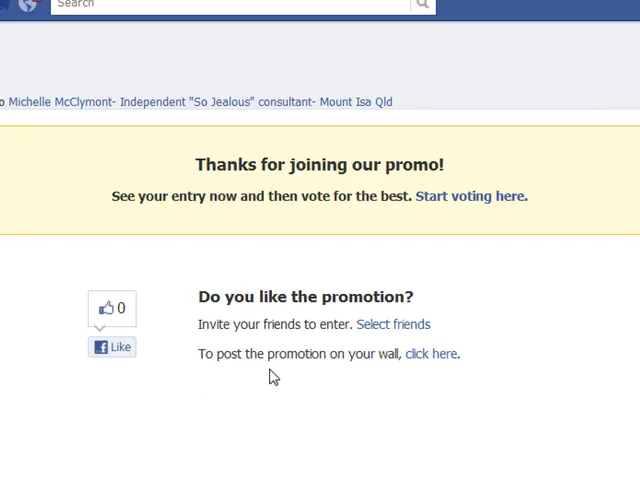 Search
o Michelle McClymont- Independent "So Jealous" consultant- Mount Isa Qld
Thanks for joining our promo!
See your entry now and then vote for the best. Start voting here.
Do you like the promotion?
0
Invite your friends to enter. Select friends
Like
To post the promotion on your wall, click here.